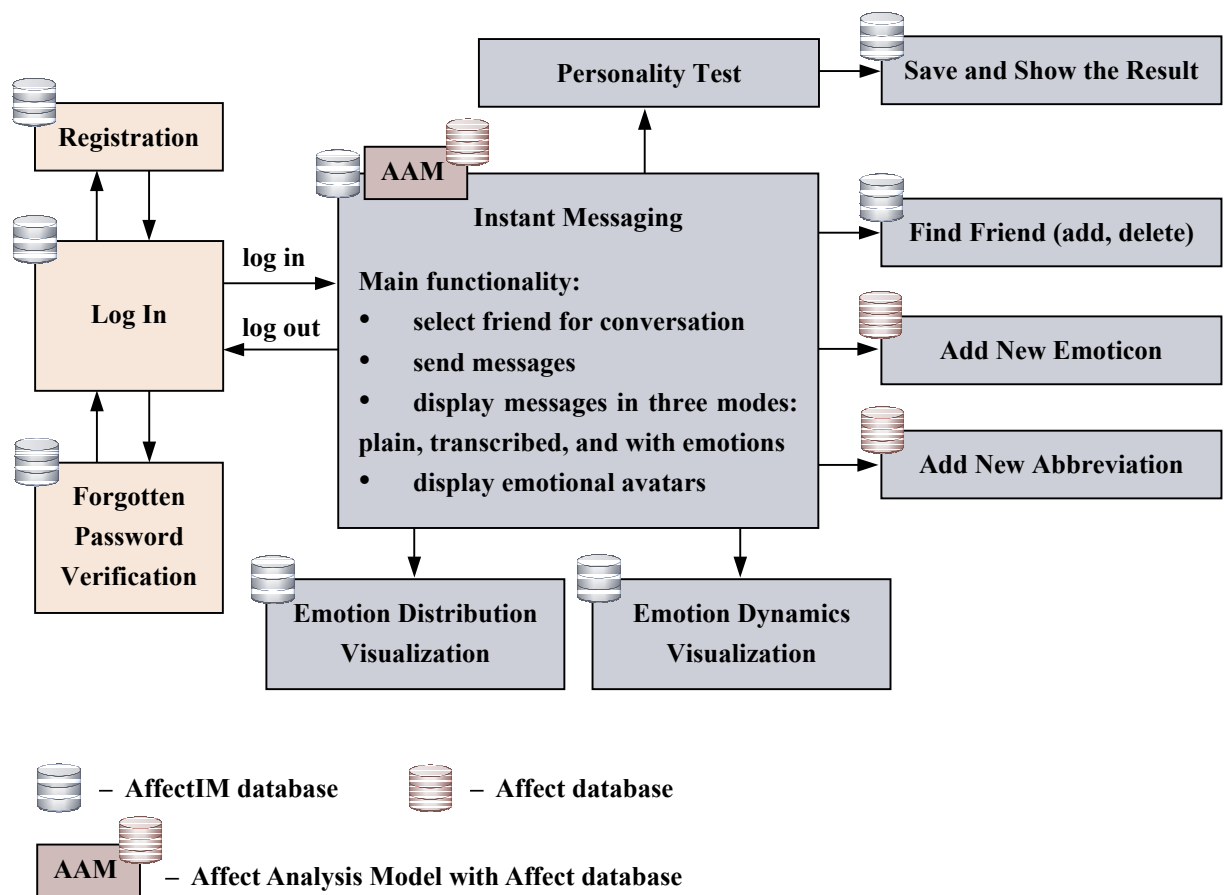 Personality Test
Save and Show the Result
Registration
AAM
Instant Messaging
Find Friend (add, delete)
log in
Main functionality:
• select friend for conversation
• send messages
• display messages in three modes:
plain, transcribed, and with emotions
• display emotional avatars
Log In
log out
Add New Emoticon
Add New Abbreviation
Forgotten
Password
Verification
Emotion Distribution
Visualization
Emotion Dynamics
Visualization
– AffectIM database
– Affect database
AAM
– Affect Analysis Model with Affect database